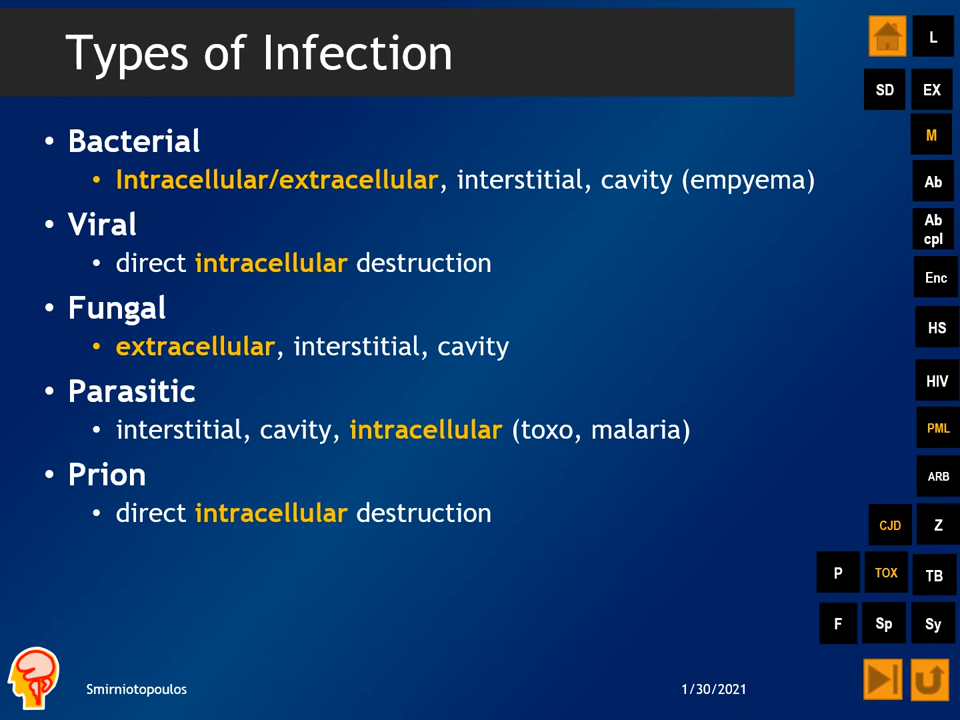 Types of Infection
L
SD EX
• Bacterial
M
• Intracellular/extracellular, interstitial, cavity (empyema)
Ab
• Viral
Ab
cpl
• direct intracellular destruction
Enc
• Fungal
HS
• extracellular, interstitial, cavity
• Parasitic
HIV
• interstitial, cavity, intracellular (toxo, malaria)
PML
• Prion
ARB
• direct intracellular destruction
CJD Z
P TOX TB
F Sp Sy
Smirniotopoulos 1/30/2021